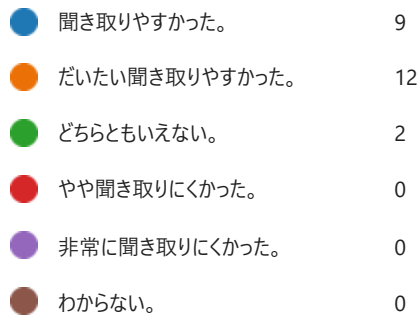 聞き取りやすかった。 9
だいたい聞き取りやすかった。 12
どちらともいえない。 2
やや聞き取りにくかった。 0
非常に聞き取りにくかった。 0
わからない。 0